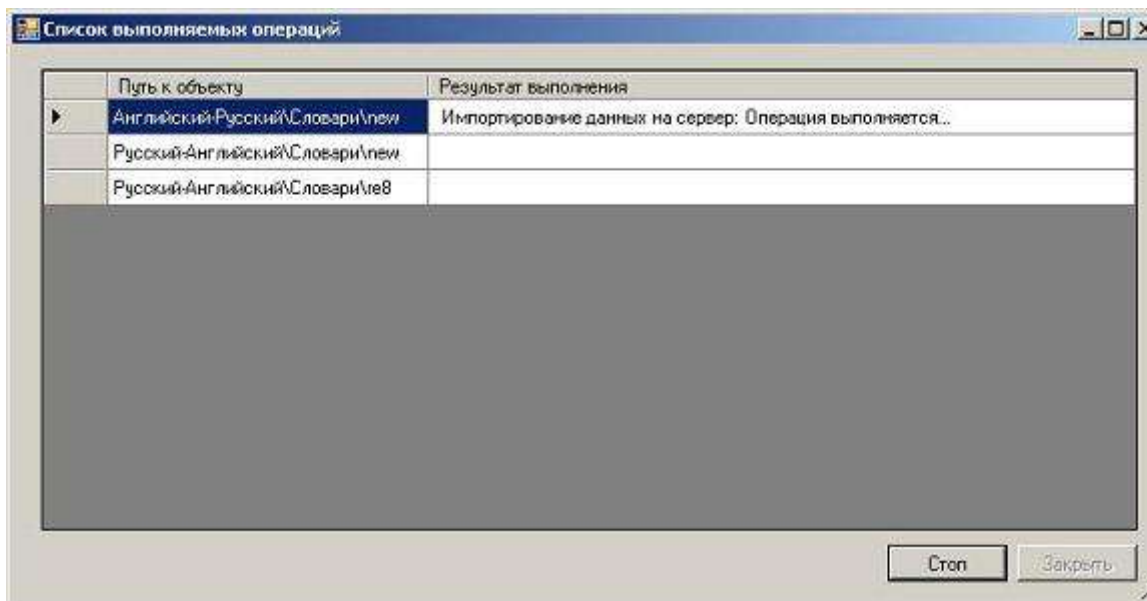 Список выполняемых операций
Путь к объекту Результат выполнения
Английский-Русский\Словари\new Импортирование данных на сервер: Операция выполняется...
Русский-Английский\Словари\new
Русский-Английский\Словари\re8
Стоп Закрыть